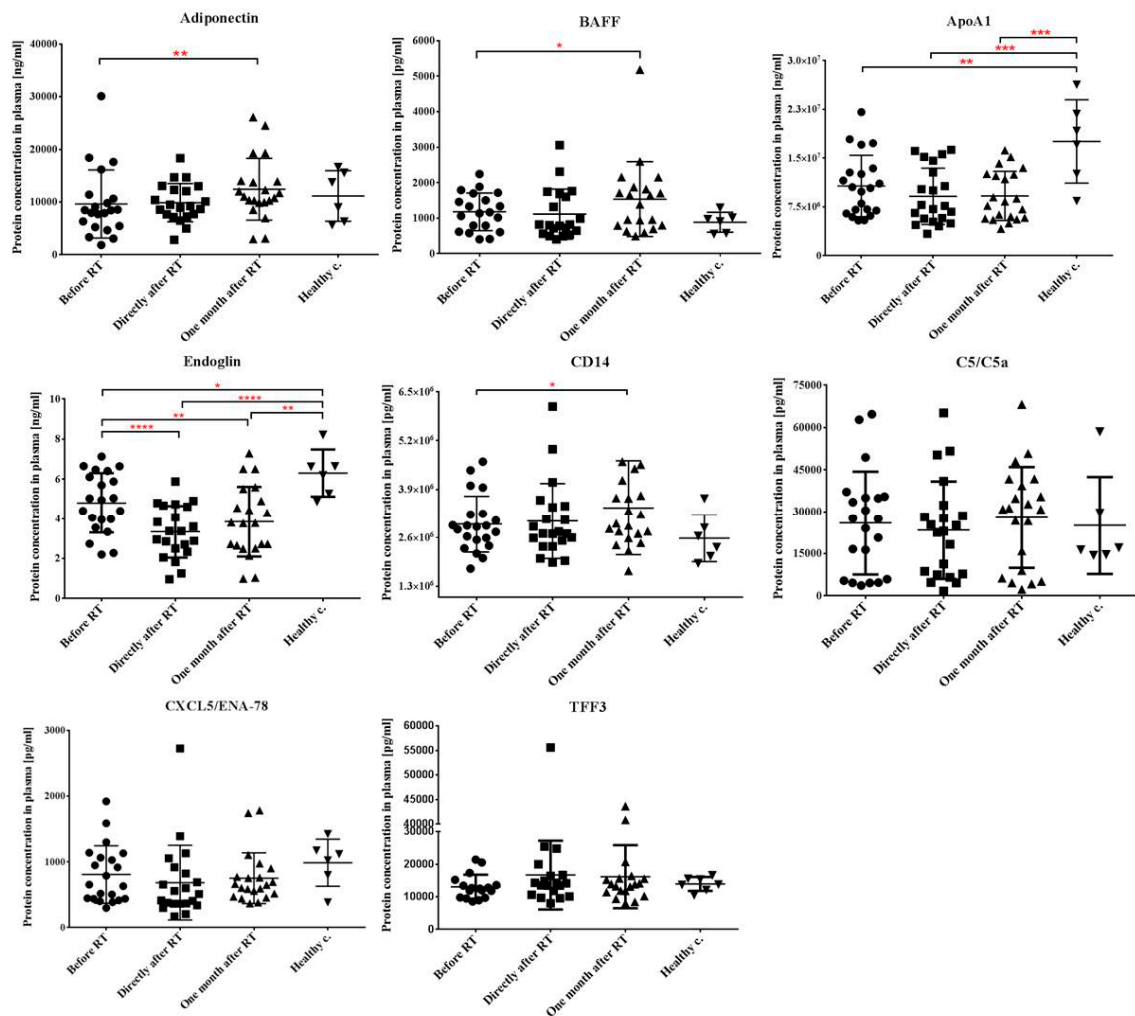 Adiponectin
Protein concentration in plasma [ng/ml]
40000
30000
20000
10000
0
**
Before RT
Directly after RT
One month after RT
Healthy c.
BAFF
Protein concentration in plasma [pg/ml]
6000
5000
4000
3000
2000
1000
0
*
Before RT
Directly after RT
One month after RT
Healthy c.
ApoA1
Protein concentration in plasma [pg/ml]
3.0×10⁷
2.3×10⁷
1.5×10⁷
7.5×10⁶
0
***
***
**
Before RT
Directly after RT
One month after RT
Healthy c.
Endoglin
Protein concentration in plasma [ng/ml]
10
8
6
4
2
0
*
****
**
**
****
Before RT
Directly after RT
One month after RT
Healthy c.
CD14
Protein concentration in plasma [pg/ml]
6.5×10⁶
5.2×10⁶
3.9×10⁶
2.6×10⁶
1.3×10⁶
*
Before RT
Directly after RT
One month after RT
Healthy c.
C5/C5a
Protein concentration in plasma [pg/ml]
75000
60000
45000
30000
15000
0
Before RT
Directly after RT
One month after RT
Healthy c.
CXCL5/ENA-78
Protein concentration in plasma [pg/ml]
3000
2000
1000
0
Before RT
Directly after RT
One month after RT
Healthy c.
TFF3
Protein concentration in plasma [pg/ml]
60000
55000
50000
45000
40000
30000
20000
10000
0
Before RT
Directly after RT
One month after RT
Healthy c.